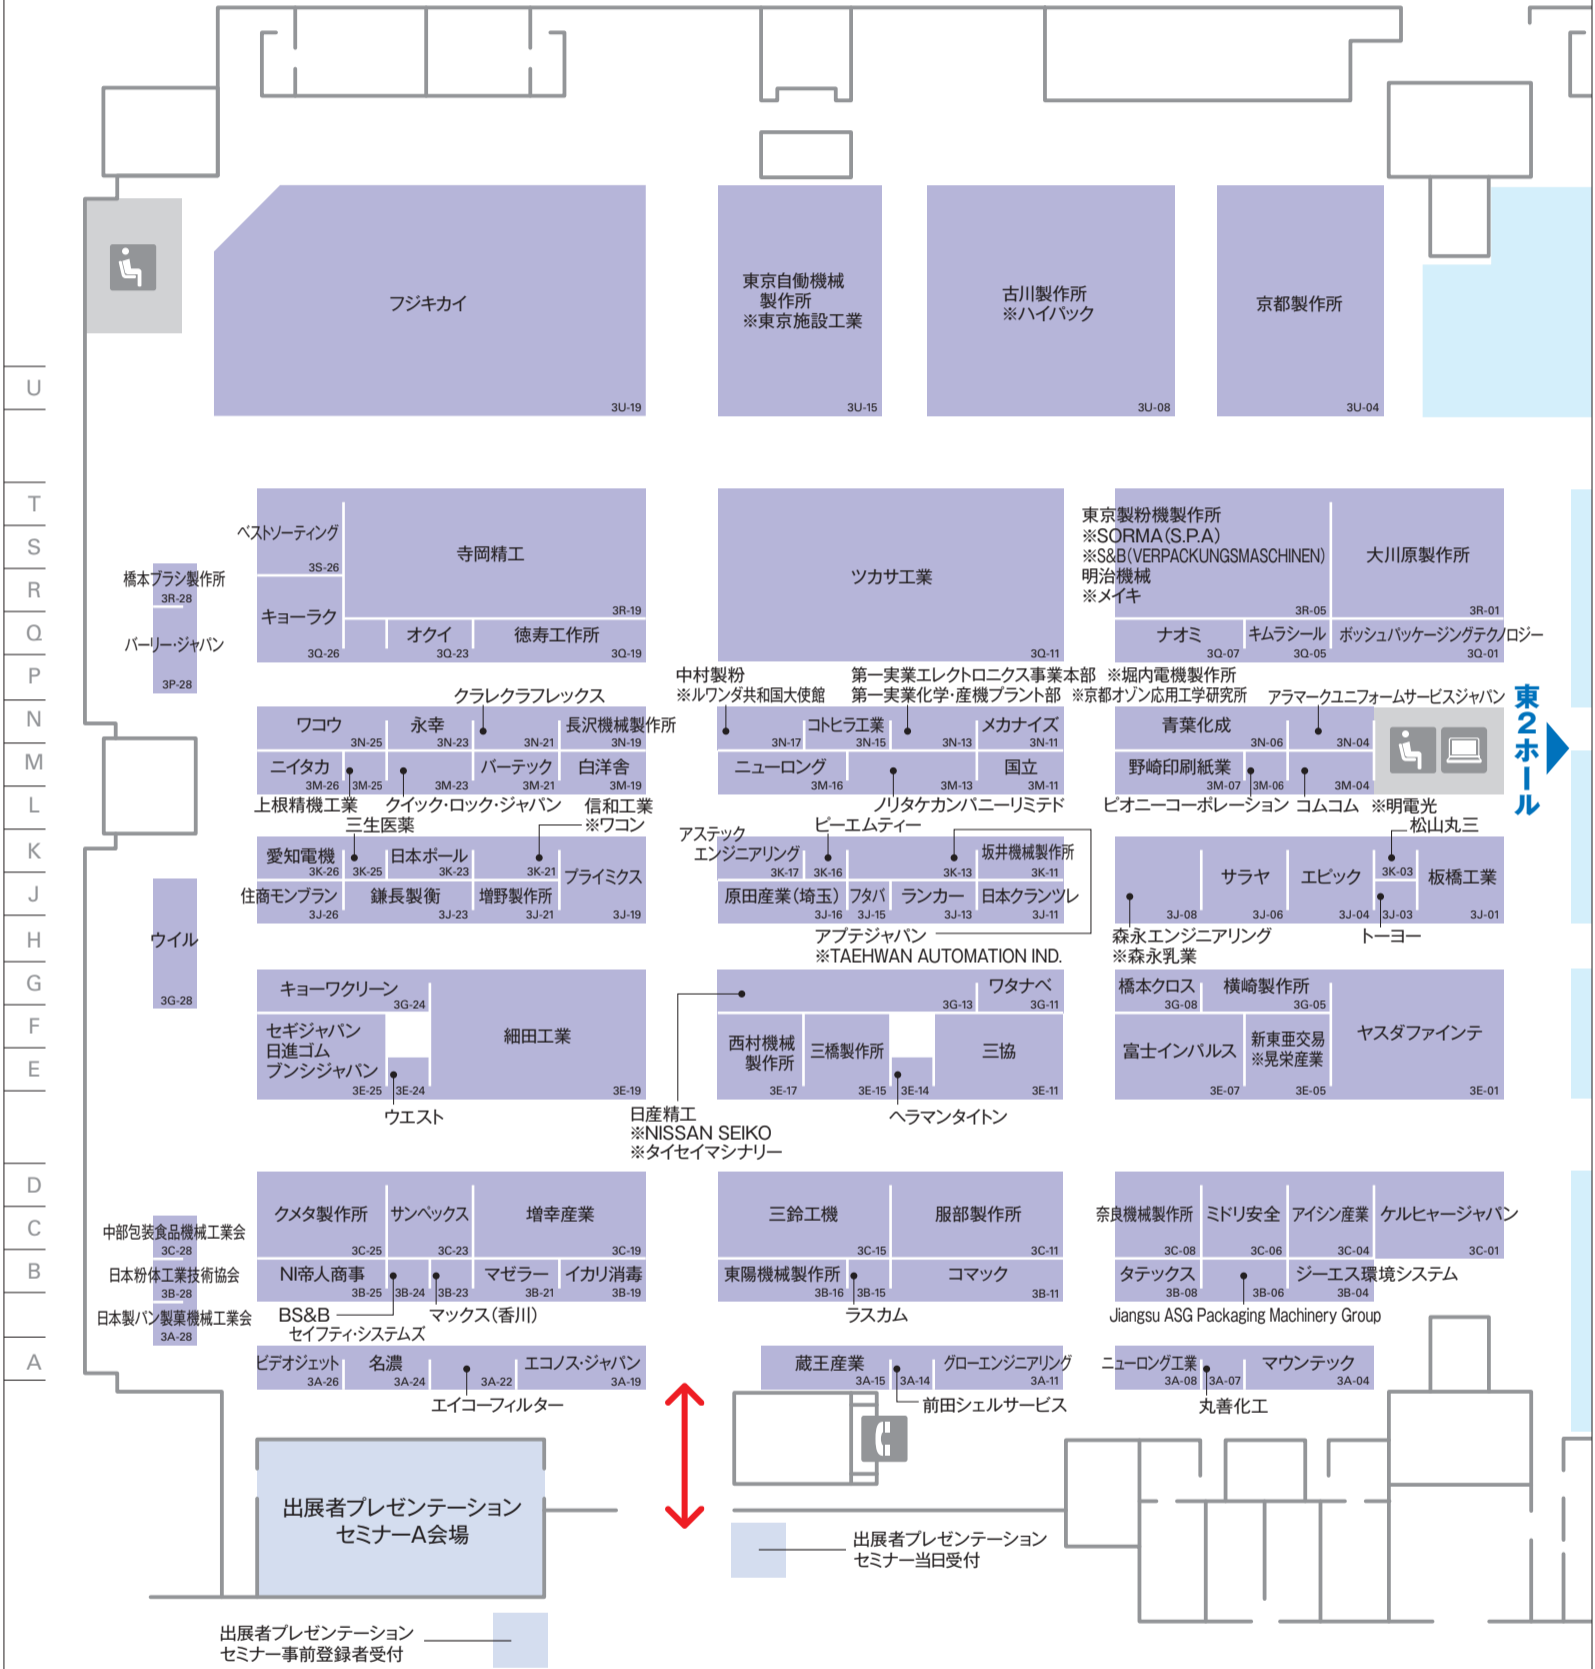 フジキカイ
3U-19
東京自働機械
製作所
※東京施設工業
3U-15
古川製作所
※ハイパック
3U-08
京都製作所
3U-04
U
T
S
R
Q
P
N
M
L
K
J
H
G
F
E
D
C
B
A
ベストソーティング
3S-26
寺岡精工
3R-19
キョーラク
3Q-26
オクイ
3Q-23
徳寿工作所
3Q-19
橋本ブラシ製作所
3R-28
バーリー・ジャパン
3P-28
ツカサ工業
3Q-11
東京製粉機製作所
※SORMA(S.P.A)
※S&B(VERPACKUNGSMASCHINEN)
明治機械
※メイキ
3R-05
大川原製作所
3R-01
ナオミ
3Q-07
キムラシール
3Q-05
ボッシュパッケージングテクノロジー
3Q-01
クラレクラフレックス
ワコウ
3N-25
永幸
3N-23
3N-21
長沢機械製作所
3N-19
ニイタカ
3M-26
3M-25
3M-23
バーテック
3M-21
白洋舎
3M-19
上根精機工業
クイック・ロック・ジャパン
中村製粉
※ルワンダ共和国大使館
第一実業エレクトロニクス事業本部 ※堀内電機製作所
第一実業化学・産機プラント部 ※京都オゾン応用工学研究所
3N-17
コトヒラ工業
3N-15
3N-13
メカナイズ
3N-11
ニューロング
3M-16
3M-13
国立
3M-11
ノリタケカンパニーリミテド
アラマークユニフォームサービスジャパン
青葉化成
3N-06
3N-04
野崎印刷紙業
3M-07
3M-06
3M-04
ピオニーコーポレーション
コムコム ※明電光
東2ホール
三生医薬
信和工業
※ワコン
愛知電機
3K-26
3K-25
日本ポール
3K-23
3K-21
プライミクス
3J-19
住商モンブラン
3J-26
鎌長製衡
3J-23
増野製作所
3J-21
アステック
エンジニアリング
3K-17
ピーエムティー
3K-16
3K-13
坂井機械製作所
3K-11
原田産業(埼玉)
3J-16
フタバ
3J-15
ランカー
3J-13
日本クランツレ
3J-11
アプテジャパン
※TAEHWAN AUTOMATION IND.
松山丸三
3K-03
3J-08
サラヤ
3J-06
エピック
3J-04
3J-03
板橋工業
3J-01
森永エンジニアリング
※森永乳業
トーヨー
ウイル
3G-28
キョーワクリーン
3G-24
セギジャパン
日進ゴム
ブンシジャパン
3E-25
3E-24
細田工業
3E-19
ウエスト
3G-13
ワタナベ
3G-11
西村機械
製作所
3E-17
三橋製作所
3E-15
3E-14
三協
3E-11
日産精工
※NISSAN SEIKO
※タイセイマシナリー
ヘラマンタイトン
橋本クロス
3G-08
横崎製作所
3G-05
富士インパルス
3E-07
新東亜交易
※晃栄産業
3E-05
ヤスダファインテ
3E-01
中部包装食品機械工業会
3C-28
日本粉体工業技術協会
3B-28
日本製パン製菓機械工業会
3A-28
クメタ製作所
3C-25
サンベックス
3C-23
増幸産業
3C-19
NI帝人商事
3B-25
3B-24
3B-23
マゼラー
3B-21
イカリ消毒
3B-19
BS&B
セイフティ・システムズ
マックス(香川)
三鈴工機
3C-15
服部製作所
3C-11
東陽機械製作所
3B-16
3B-15
コマック
3B-11
ラスカム
奈良機械製作所
3C-08
ミドリ安全
3C-06
アイシン産業
3C-04
ケルヒャージャパン
3C-01
タテックス
3B-08
3B-06
ジーエス環境システム
3B-04
Jiangsu ASG Packaging Machinery Group
ビデオジェット
3A-26
名濃
3A-24
3A-22
エコノス・ジャパン
3A-19
エイコーフィルター
蔵王産業
3A-15
3A-14
グローエンジニアリング
3A-11
前田シェルサービス
ニューロング工業
3A-08
3A-07
マウンテック
3A-04
丸善化工
出展者プレゼンテーション
セミナーA会場
出展者プレゼンテーション
セミナー当日受付
出展者プレゼンテーション
セミナー事前登録者受付